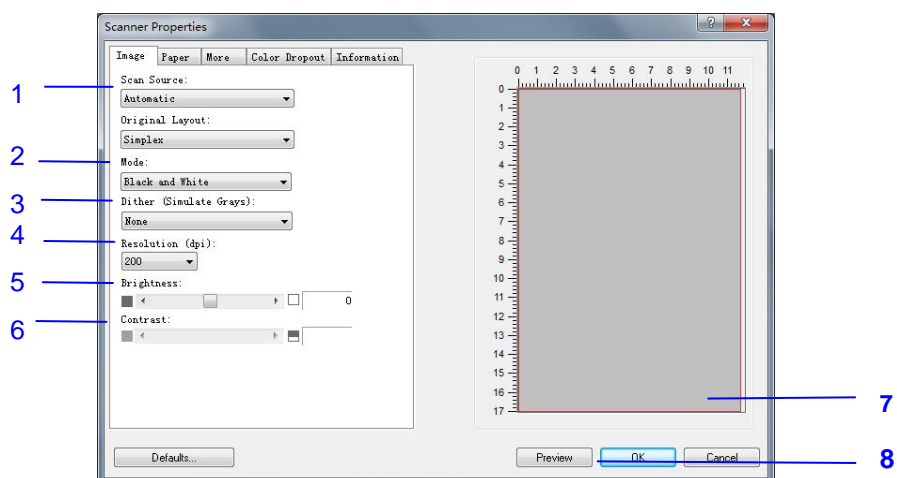 Scanner Properties
Image Paper More Color Dropout Information
1
Scan Source:
Automatic
Original Layout:
Simplex
2
Mode:
Black and White
3
Dither (Simulate Grays):
None
4
Resolution (dpi):
200
5
Brightness:
0
6
Contrast:
0 1 2 3 4 5 6 7 8 9 10 11
0
1
2
3
4
5
6
7
8
9
10
11
12
13
14
15
16
17
7
Defaults... Preview OK Cancel
8